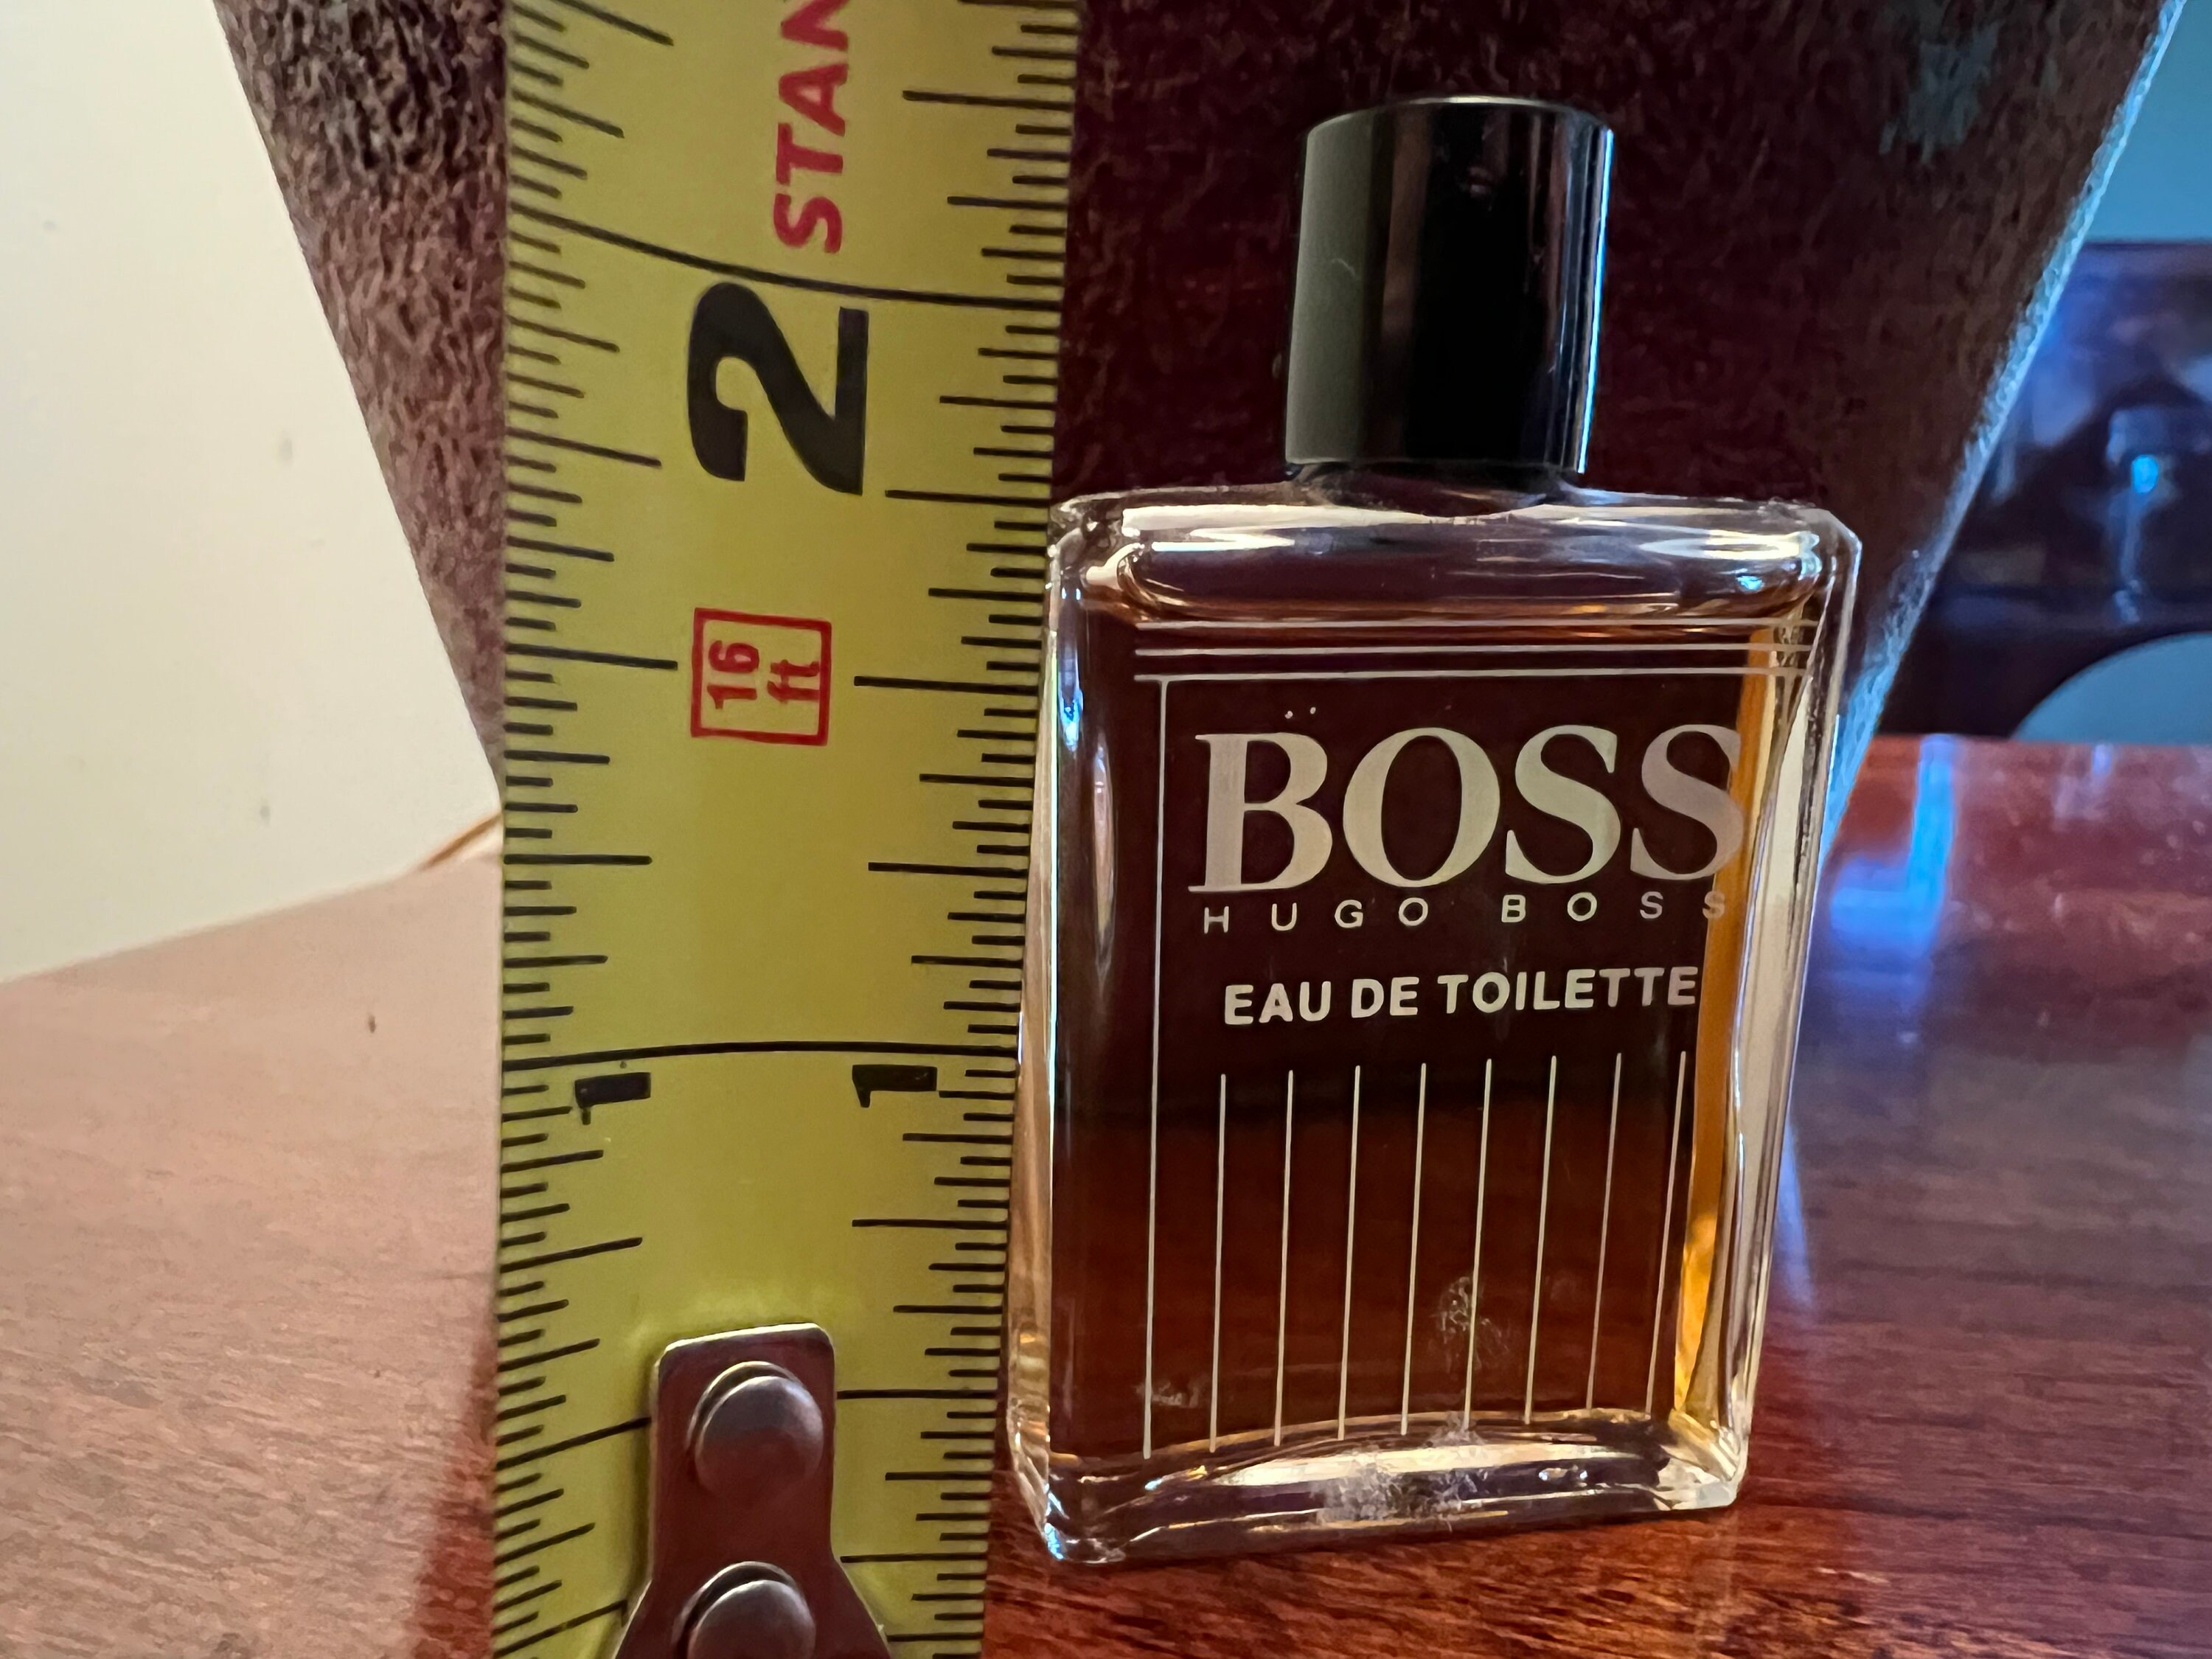 STAN
2
16
ft
1 1
BOSS
HUGO BOSS
EAU DE TOILETTE